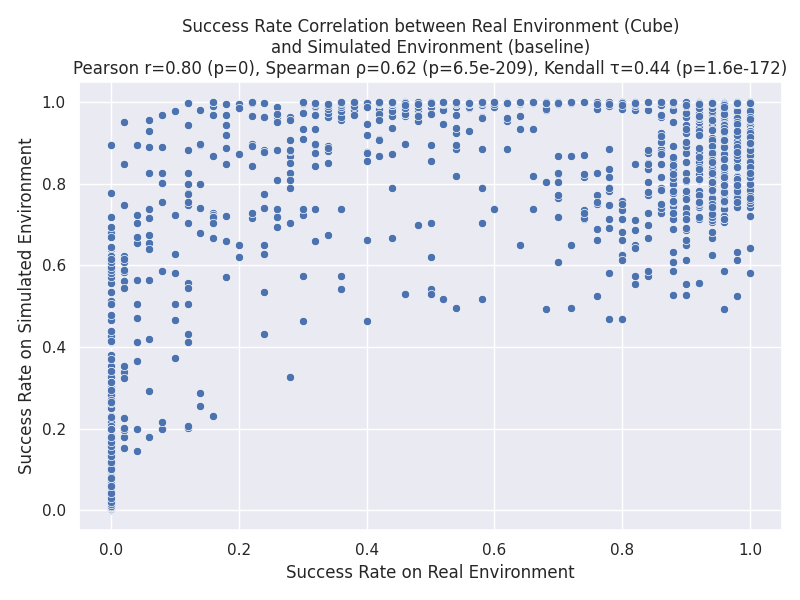 Success Rate Correlation between Real Environment (Cube)
and Simulated Environment (baseline)
Pearson r=0.80 (p=0), Spearman ρ=0.62 (p=6.5e-209), Kendall τ=0.44 (p=1.6e-172)
Success Rate on Simulated Environment
1.0
0.8
0.6
0.4
0.2
0.0
0.0 0.2 0.4 0.6 0.8 1.0
Success Rate on Real Environment